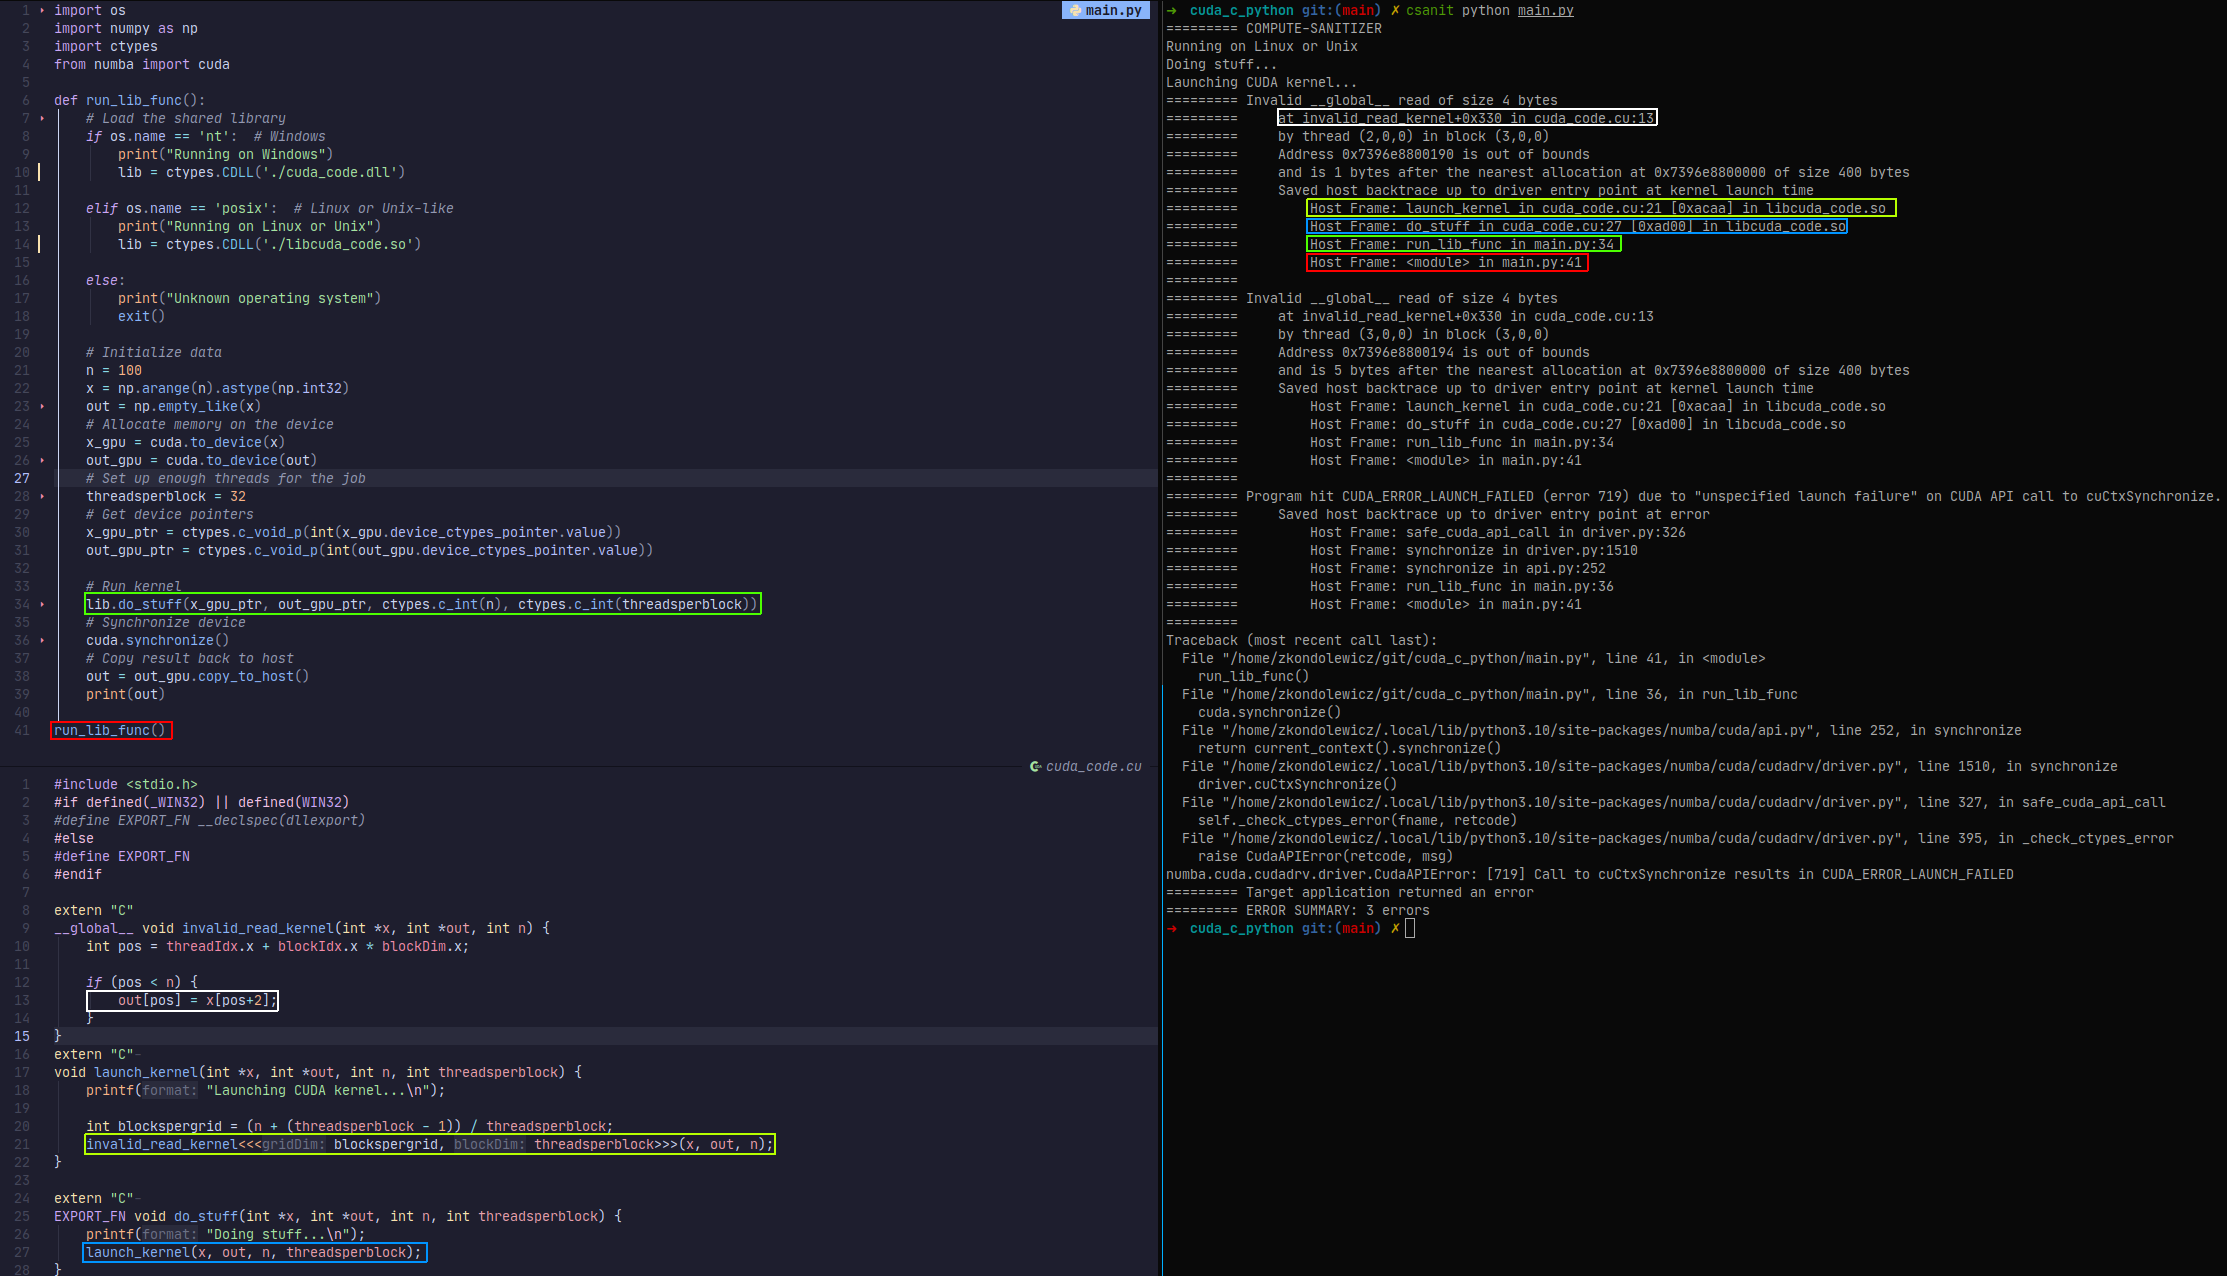 main.py
1 import os
2 import numpy as np
3 import ctypes
4 from numba import cuda
5
6 def run_lib_func():
7     # Load the shared library
8     if os.name == 'nt':  # Windows
9         print("Running on Windows")
10         lib = ctypes.CDLL('./cuda_code.dll')
11
12     elif os.name == 'posix':  # Linux or Unix-like
13         print("Running on Linux or Unix")
14         lib = ctypes.CDLL('./libcuda_code.so')
15
16     else:
17         print("Unknown operating system")
18         exit()
19
20     # Initialize data
21     n = 100
22     x = np.arange(n).astype(np.int32)
23     out = np.empty_like(x)
24     # Allocate memory on the device
25     x_gpu = cuda.to_device(x)
26     out_gpu = cuda.to_device(out)
27     # Set up enough threads for the job
28     threadsperblock = 32
29     # Get device pointers
30     x_gpu_ptr = ctypes.c_void_p(int(x_gpu.device_ctypes_pointer.value))
31     out_gpu_ptr = ctypes.c_void_p(int(out_gpu.device_ctypes_pointer.value))
32
33     # Run kernel
34     lib.do_stuff(x_gpu_ptr, out_gpu_ptr, ctypes.c_int(n), ctypes.c_int(threadsperblock))
35     # Synchronize device
36     cuda.synchronize()
37     # Copy result back to host
38     out = out_gpu.copy_to_host()
39     print(out)
40
41 run_lib_func()
cuda_code.cu
1 #include <stdio.h>
2 #if defined(_WIN32) || defined(WIN32)
3 #define EXPORT_FN __declspec(dllexport)
4 #else
5 #define EXPORT_FN
6 #endif
7
8 extern "C"
9 __global__ void invalid_read_kernel(int *x, int *out, int n) {
10     int pos = threadIdx.x + blockIdx.x * blockDim.x;
11
12     if (pos < n) {
13         out[pos] = x[pos+2];
14     }
15 }
16 extern "C"-
17 void launch_kernel(int *x, int *out, int n, int threadsperblock) {
18     printf(format: "Launching CUDA kernel...\n");
19
20     int blockspergrid = (n + (threadsperblock - 1)) / threadsperblock;
21     invalid_read_kernel<<<gridDim: blockspergrid, blockDim: threadsperblock>>>(x, out, n);
22 }
23
24 extern "C"-
25 EXPORT_FN void do_stuff(int *x, int *out, int n, int threadsperblock) {
26     printf(format: "Doing stuff...\n");
27     launch_kernel(x, out, n, threadsperblock);
28 }
➜ cuda_c_python git:(main) ✗ csanit python main.py
========= COMPUTE-SANITIZER
Running on Linux or Unix
Doing stuff...
Launching CUDA kernel...
========= Invalid __global__ read of size 4 bytes
=========     at invalid_read_kernel+0x330 in cuda_code.cu:13
=========     by thread (2,0,0) in block (3,0,0)
=========     Address 0x7396e8800190 is out of bounds
=========     and is 1 bytes after the nearest allocation at 0x7396e8800000 of size 400 bytes
=========     Saved host backtrace up to driver entry point at kernel launch time
=========         Host Frame: launch_kernel in cuda_code.cu:21 [0xacaa] in libcuda_code.so
=========         Host Frame: do_stuff in cuda_code.cu:27 [0xad00] in libcuda_code.so
=========         Host Frame: run_lib_func in main.py:34
=========         Host Frame: <module> in main.py:41
=========
========= Invalid __global__ read of size 4 bytes
=========     at invalid_read_kernel+0x330 in cuda_code.cu:13
=========     by thread (3,0,0) in block (3,0,0)
=========     Address 0x7396e8800194 is out of bounds
=========     and is 5 bytes after the nearest allocation at 0x7396e8800000 of size 400 bytes
=========     Saved host backtrace up to driver entry point at kernel launch time
=========         Host Frame: launch_kernel in cuda_code.cu:21 [0xacaa] in libcuda_code.so
=========         Host Frame: do_stuff in cuda_code.cu:27 [0xad00] in libcuda_code.so
=========         Host Frame: run_lib_func in main.py:34
=========         Host Frame: <module> in main.py:41
=========
========= Program hit CUDA_ERROR_LAUNCH_FAILED (error 719) due to "unspecified launch failure" on CUDA API call to cuCtxSynchronize.
=========     Saved host backtrace up to driver entry point at error
=========         Host Frame: safe_cuda_api_call in driver.py:326
=========         Host Frame: synchronize in driver.py:1510
=========         Host Frame: synchronize in api.py:252
=========         Host Frame: run_lib_func in main.py:36
=========         Host Frame: <module> in main.py:41
=========
Traceback (most recent call last):
  File "/home/zkondolewicz/git/cuda_c_python/main.py", line 41, in <module>
    run_lib_func()
  File "/home/zkondolewicz/git/cuda_c_python/main.py", line 36, in run_lib_func
    cuda.synchronize()
  File "/home/zkondolewicz/.local/lib/python3.10/site-packages/numba/cuda/api.py", line 252, in synchronize
    return current_context().synchronize()
  File "/home/zkondolewicz/.local/lib/python3.10/site-packages/numba/cuda/cudadrv/driver.py", line 1510, in synchronize
    driver.cuCtxSynchronize()
  File "/home/zkondolewicz/.local/lib/python3.10/site-packages/numba/cuda/cudadrv/driver.py", line 327, in safe_cuda_api_call
    self._check_ctypes_error(fname, retcode)
  File "/home/zkondolewicz/.local/lib/python3.10/site-packages/numba/cuda/cudadrv/driver.py", line 395, in _check_ctypes_error
    raise CudaAPIError(retcode, msg)
numba.cuda.cudadrv.driver.CudaAPIError: [719] Call to cuCtxSynchronize results in CUDA_ERROR_LAUNCH_FAILED
========= Target application returned an error
========= ERROR SUMMARY: 3 errors
➜ cuda_c_python git:(main) ✗